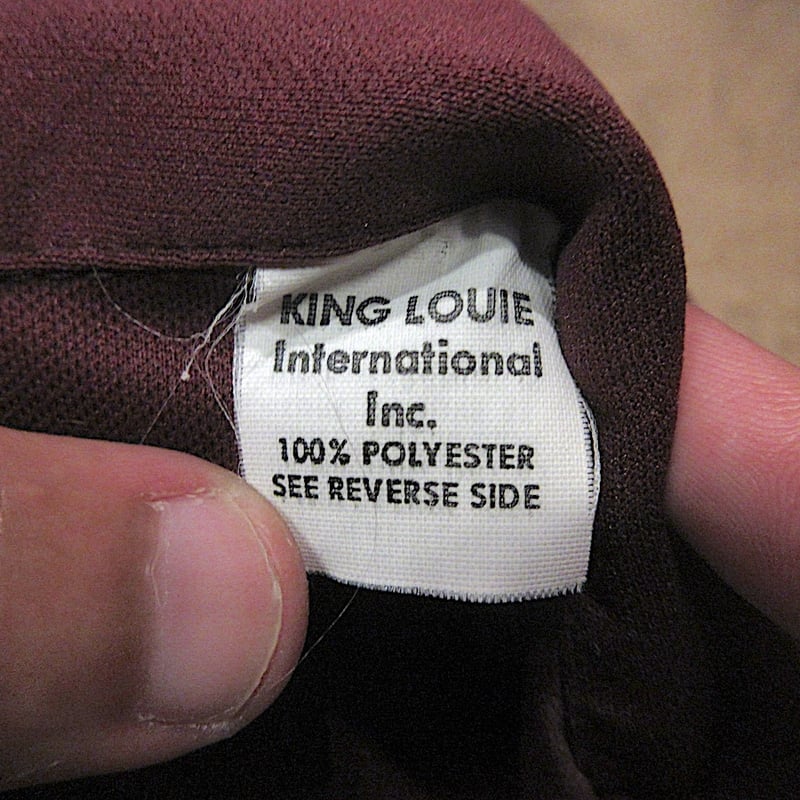 KING LOUIE
International
Inc.
100% POLYESTER
SEE REVERSE SIDE